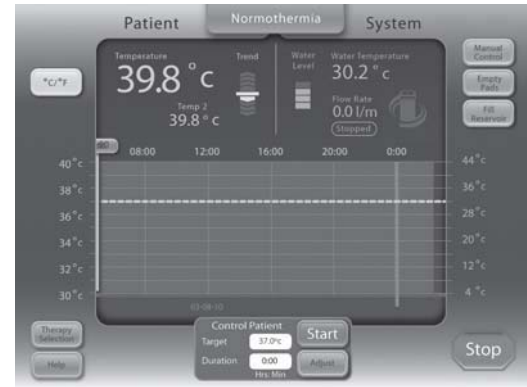 Patient
Normothermia
System
Temperature
39.8 °c
Trend
Temp 2
39.8 °c
Water
Level
Water Temperature
30.2 °c
Flow Rate
0.0 l/m
Stopped
°C/°F
Manual
Control
Empty
Pads
Fill
Reservoir
08:00 12:00 16:00 20:00 0:00
40°c
38°c
36°c
34°c
32°c
30°c
44°c
36°c
28°c
20°c
12°c
4 °c
03-08-10
Therapy
Selection
Help
Control Patient
Target 37.0°c
Duration 0:00
Hrs: Min
Start
Adjust
Stop